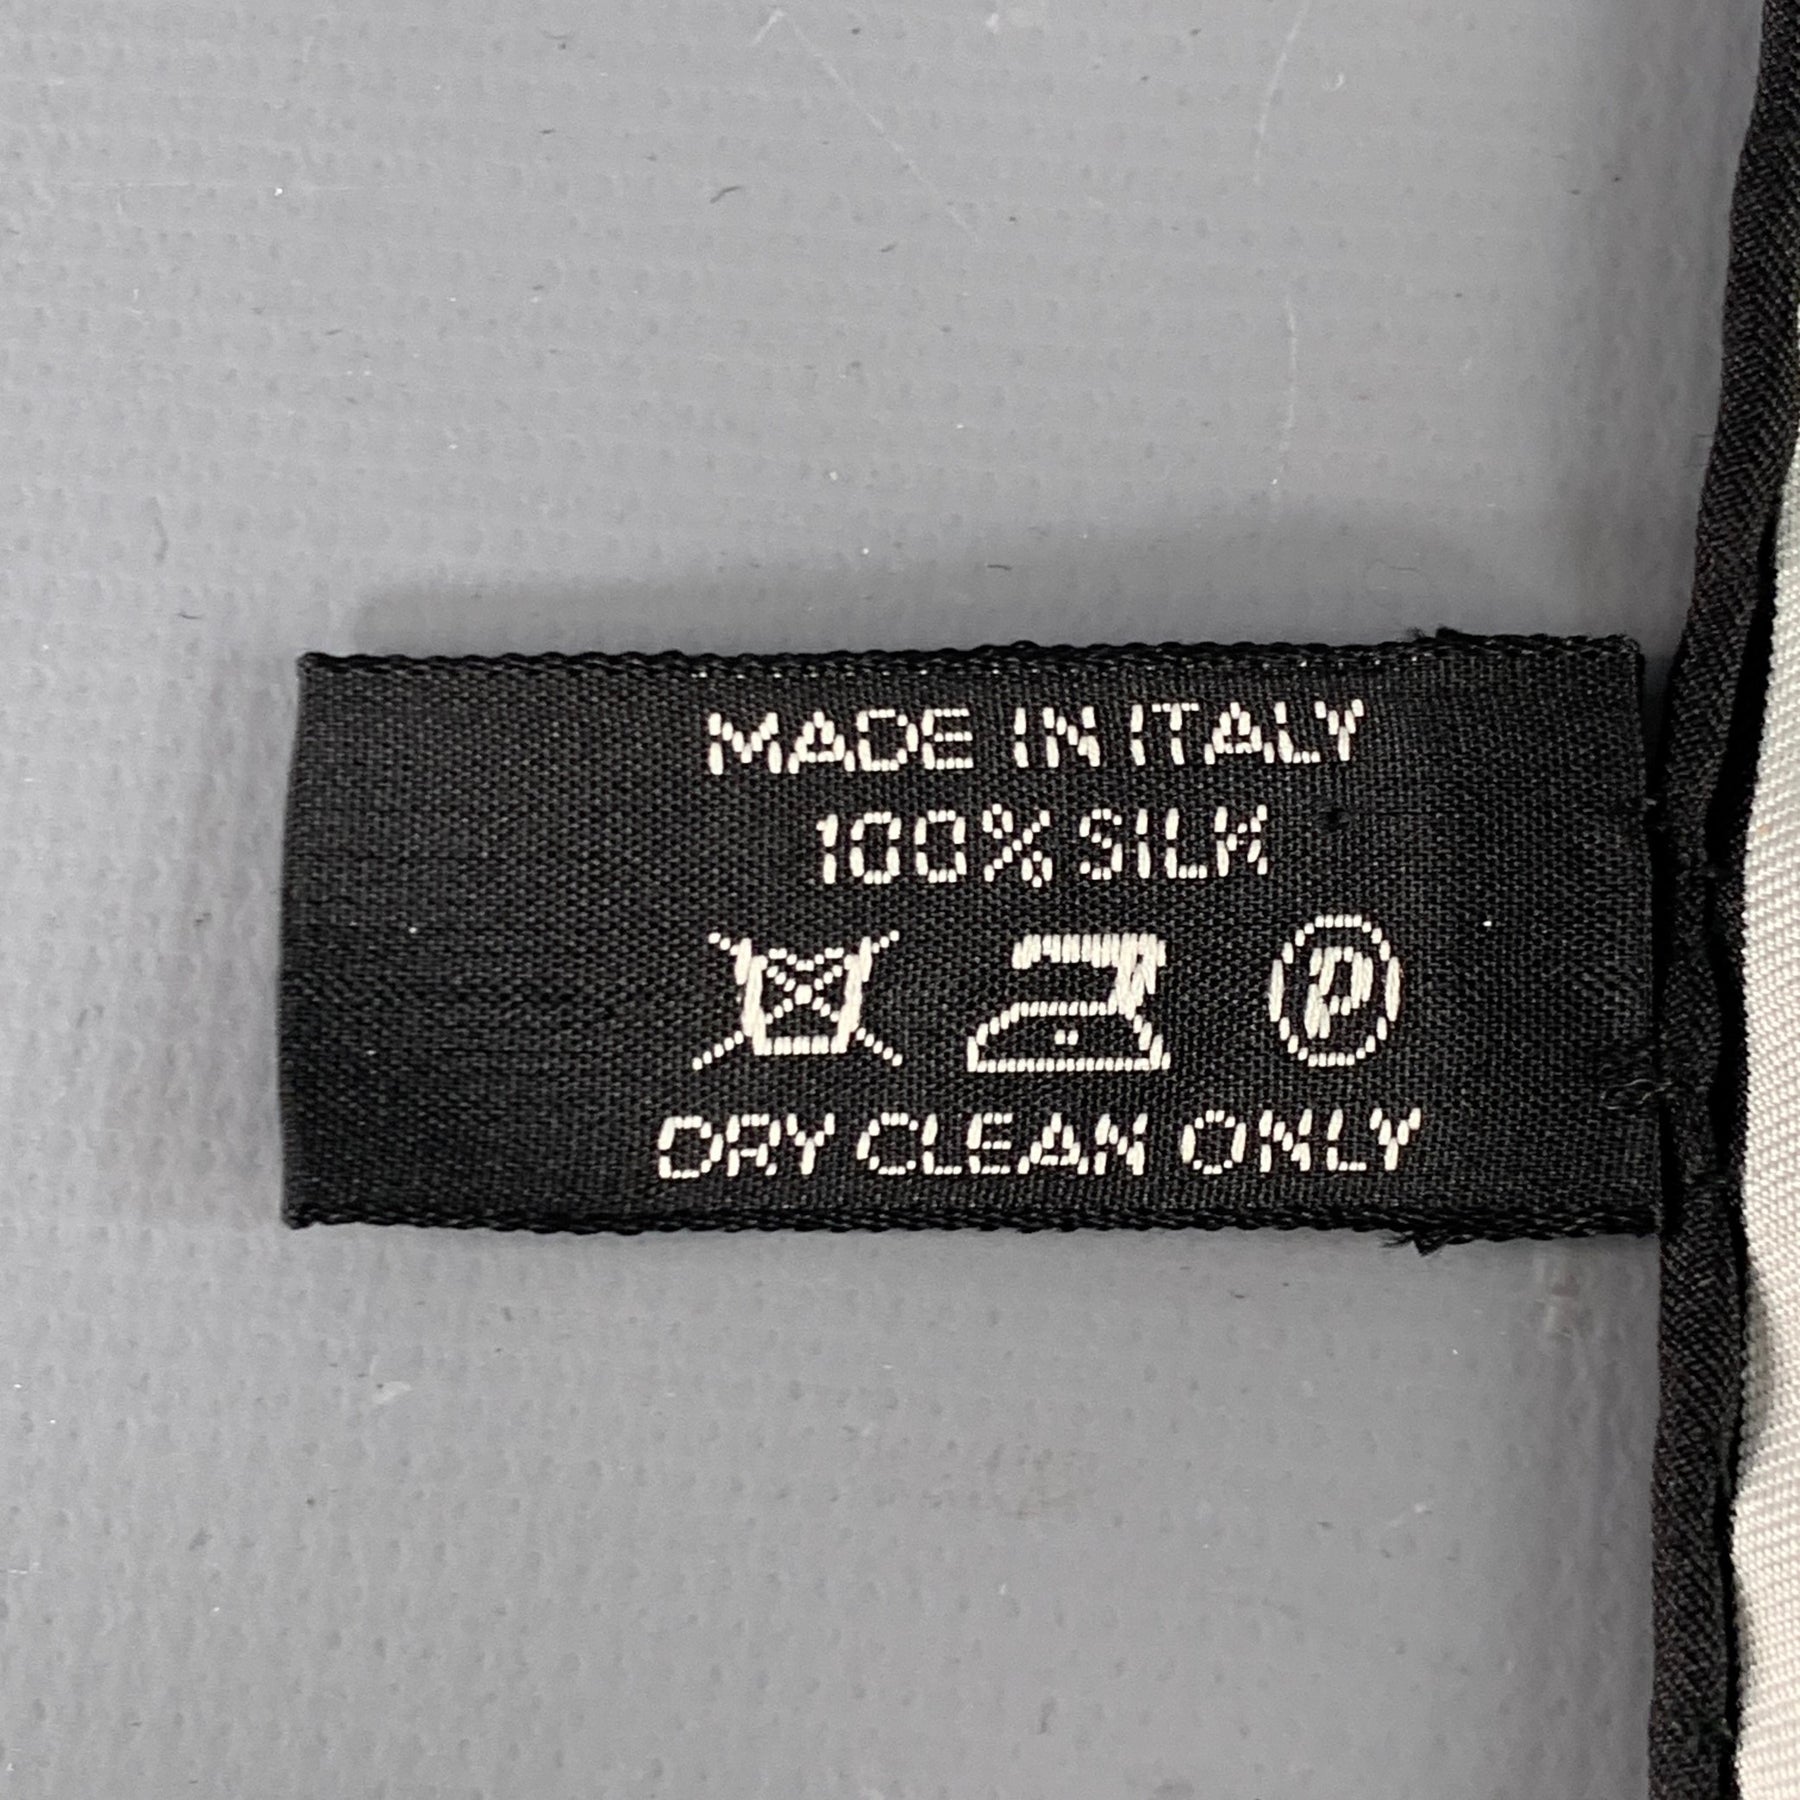 MADE IN ITALY
100% SILK
P
DRY CLEAN ONLY